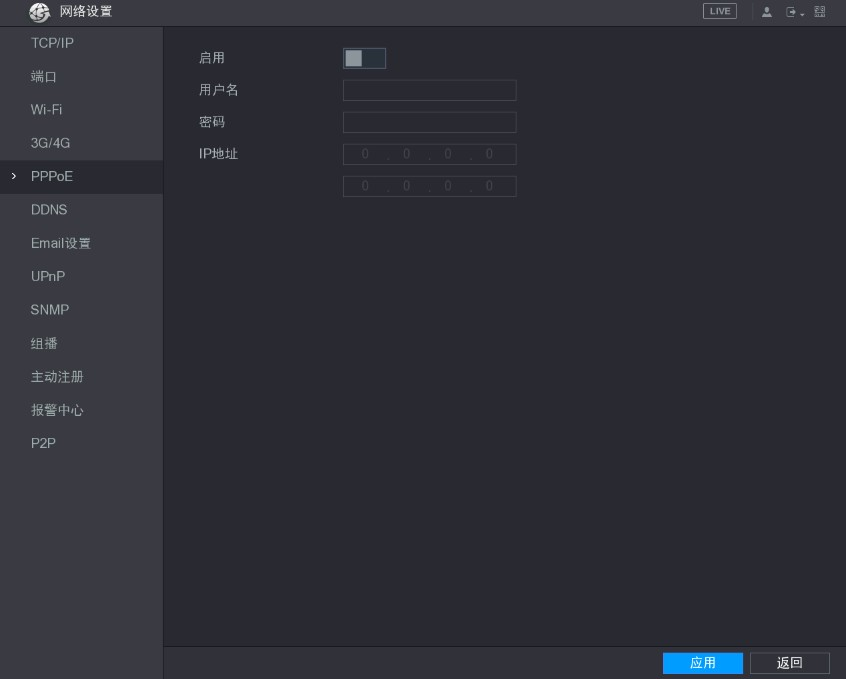 网络设置
LIVE
TCP/IP
端口
Wi-Fi
3G/4G
PPPoE
DDNS
Email设置
UPnP
SNMP
组播
主动注册
报警中心
P2P
启用
用户名
密码
IP地址
0 . 0 . 0 . 0
0 . 0 . 0 . 0
应用
返回